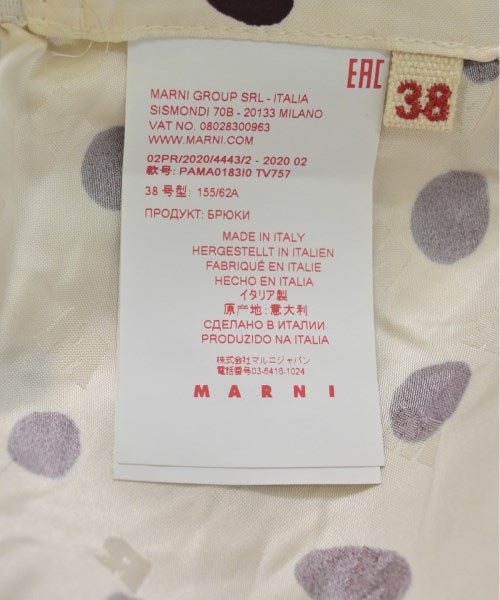 EAC
38
MARNI GROUP SRL - ITALIA
SISMONDI 70B - 20133 MILANO
VAT NO. 08028300963
WWW.MARNI.COM
02PR/2020/4443/2 - 2020 02
款号: PAMA0183I0 TV757
38 号型: 155/62A
ПРОДУКТ: БРЮКИ
MADE IN ITALY
HERGESTELLT IN ITALIEN
FABRIQUÉ EN ITALIE
HECHO EN ITALIA
イタリア製
原产地: 意大利
СДЕЛАНО В ИТАЛИИ
PRODUZIDO NA ITALIA
株式会社マルニジャパン
電話番号03-6416-1024
MARNI